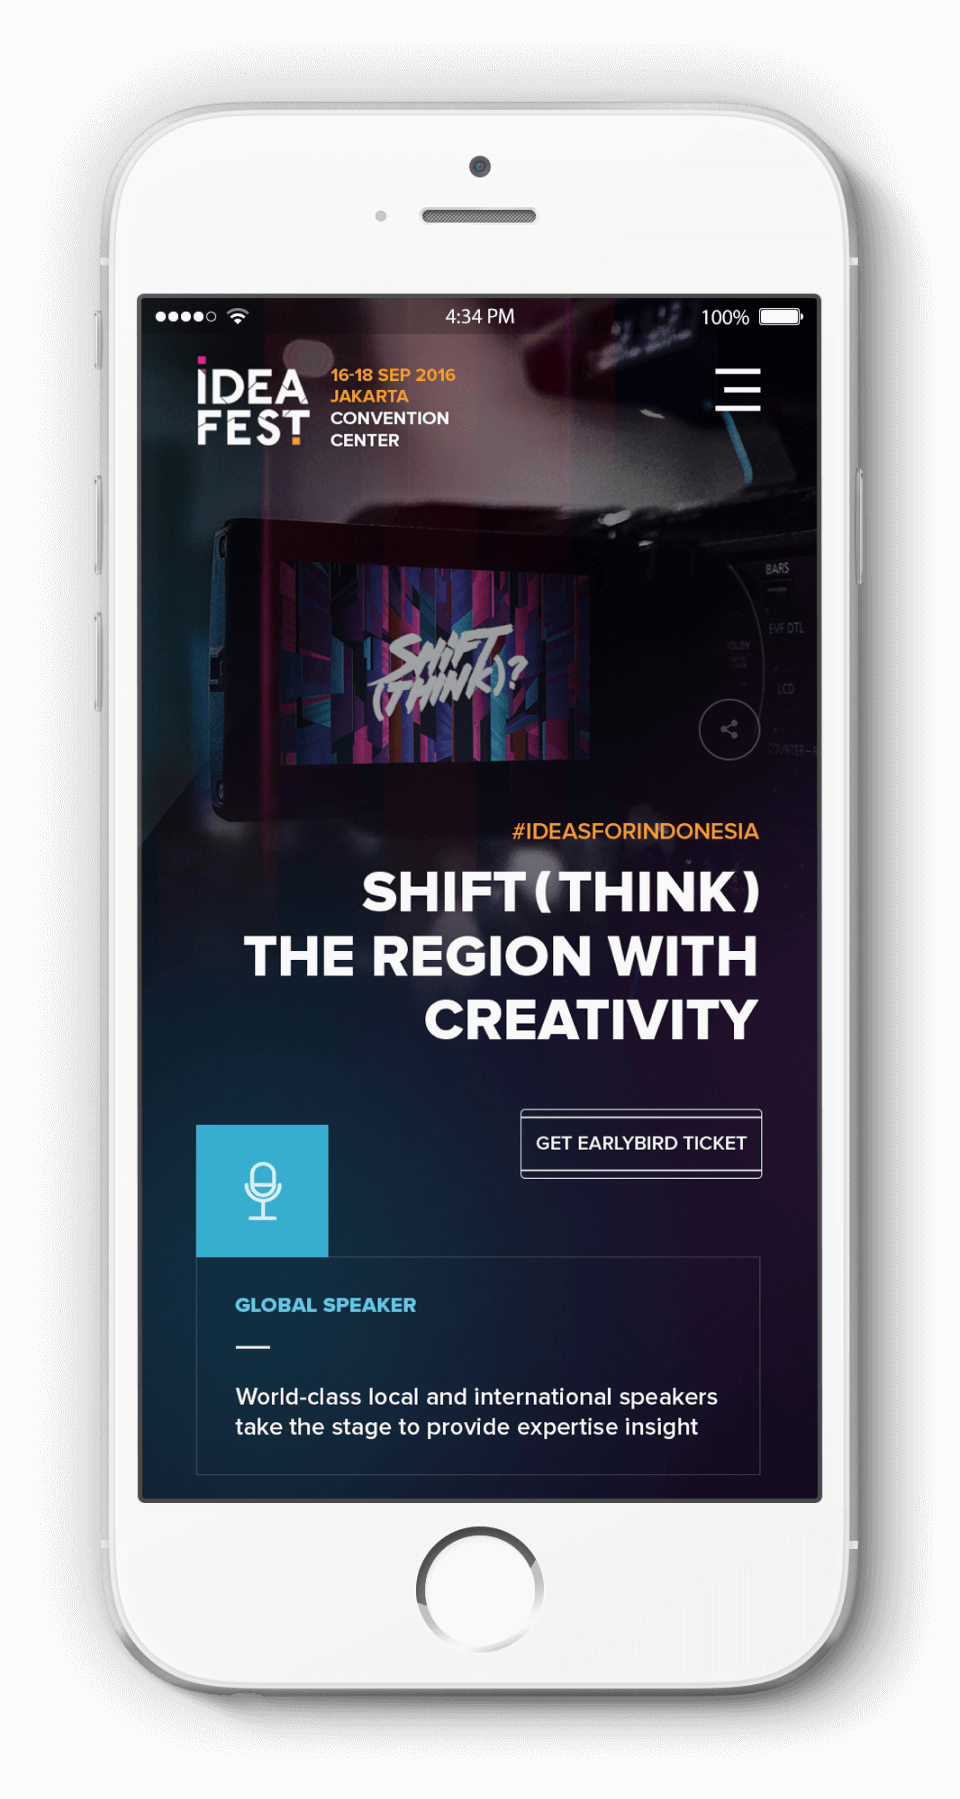 4:34 PM
100%
IDEA
FEST
16-18 SEP 2016
JAKARTA
CONVENTION
CENTER
BARS
EVF DTL
LCD
SHiFT
(THINK)?
#IDEASFORINDONESIA
SHIFT (THINK)
THE REGION WITH
CREATIVITY
GET EARLYBIRD TICKET
GLOBAL SPEAKER
World-class local and international speakers
take the stage to provide expertise insight